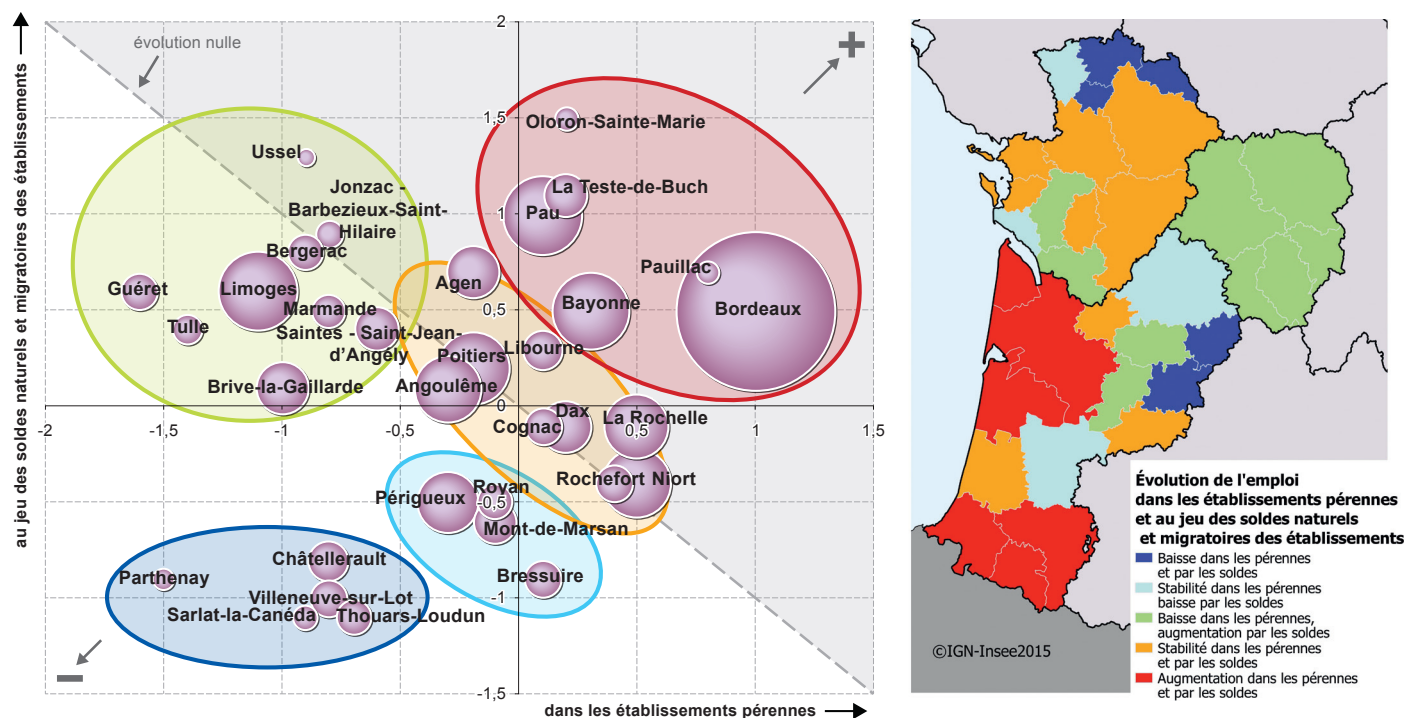 au jeu des soldes naturels et migratoires des établissements
évolution nulle
2
1,5
1
0,5
0
-0,5
-1
-1,5
-2
-1,5
-1
-0,5
0,5
1
1,5
Oloron-Sainte-Marie
Ussel
Jonzac -
Barbezieux-Saint-
Hilaire
La Teste-de-Buch
Pau
Bergerac
Agen
Pauillac
Guéret
Limoges
Marmande
Bayonne
Bordeaux
Tulle
Saintes - Saint-Jean-
d'Angély
Libourne
Poitiers
Brive-la-Gaillarde
Angoulême
Cognac
Dax
La Rochelle
Rochefort
Niort
Périgueux
Royan
Mont-de-Marsan
Châtellerault
Bressuire
Parthenay
Villeneuve-sur-Lot
Sarlat-la-Canéda
Thouars-Loudun
dans les établissements pérennes
Évolution de l'emploi
dans les établissements pérennes
et au jeu des soldes naturels
et migratoires des établissements
Baisse dans les pérennes
et par les soldes
Stabilité dans les pérennes
baisse par les soldes
Baisse dans les pérennes,
augmentation par les soldes
Stabilité dans les pérennes
et par les soldes
Augmentation dans les pérennes
et par les soldes
©IGN-Insee2015